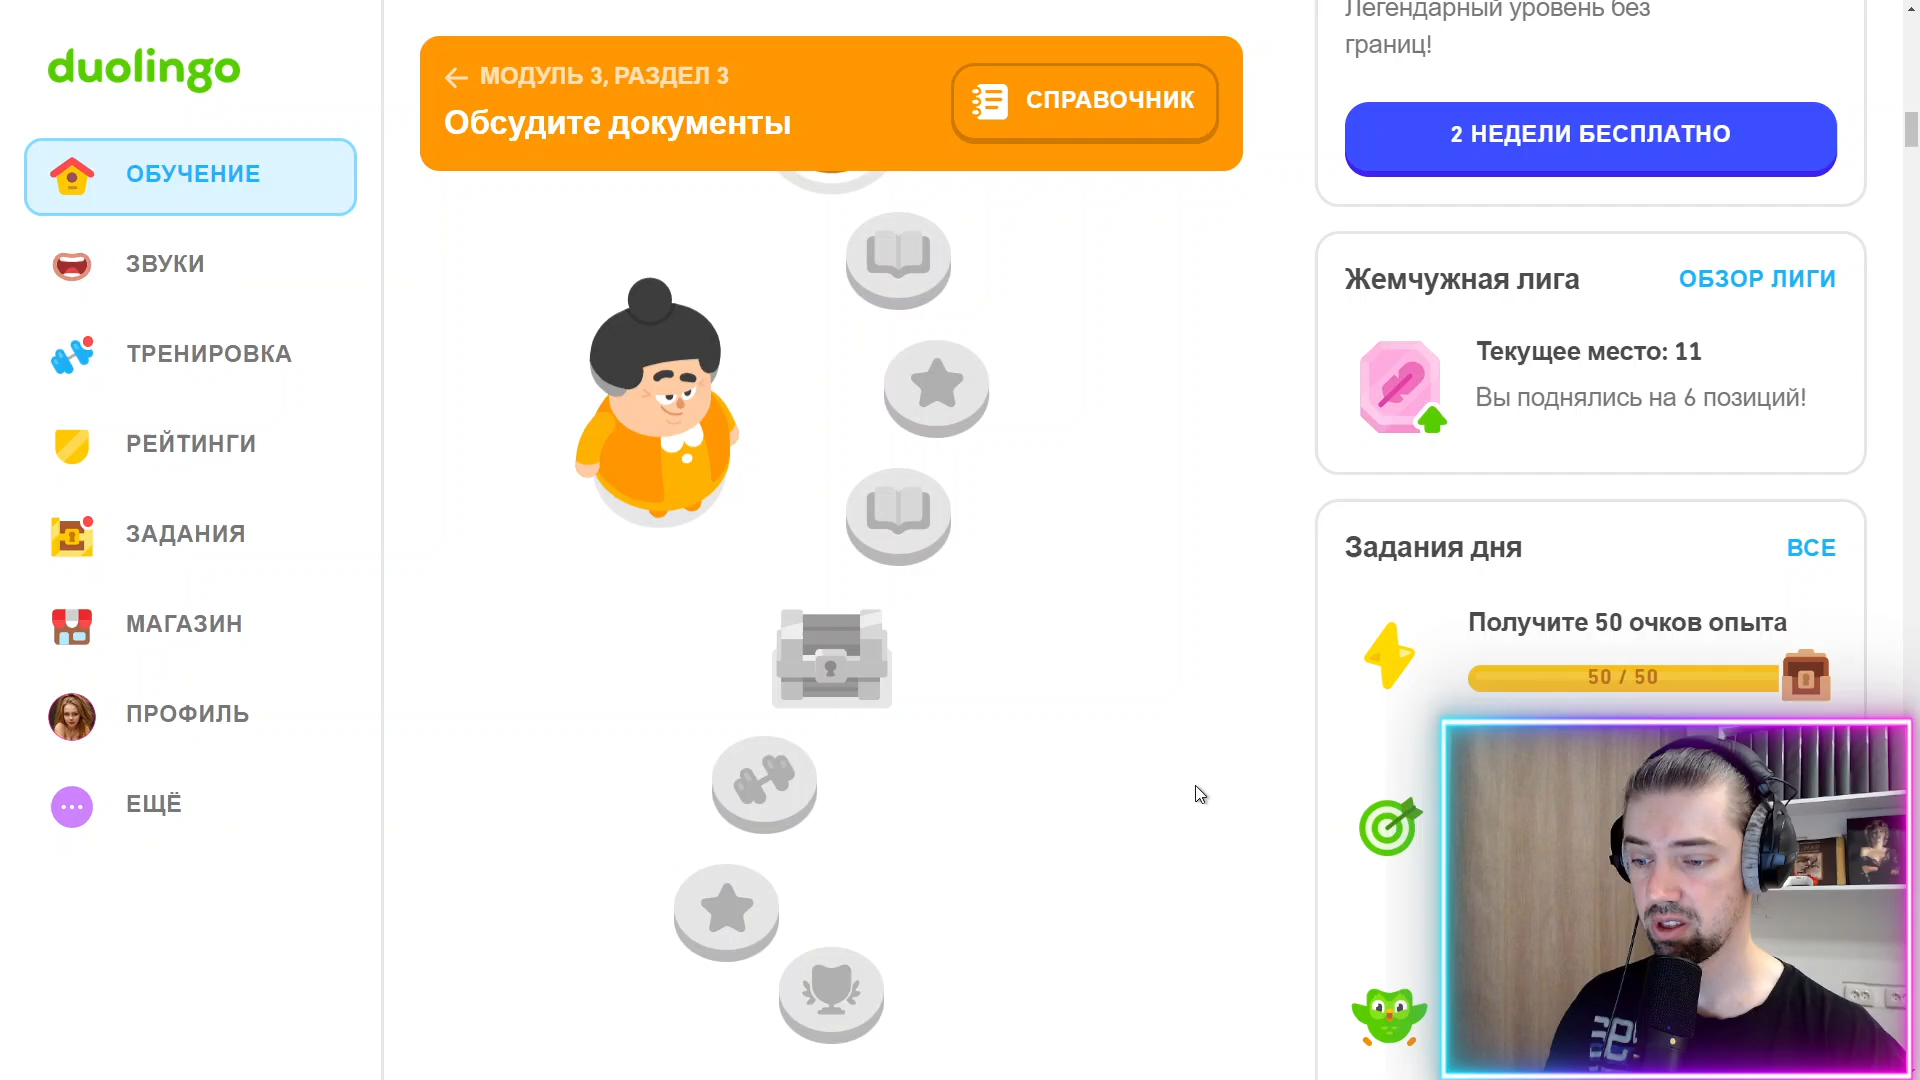 duolingo
ОБУЧЕНИЕ
ЗВУКИ
ТРЕНИРОВКА
РЕЙТИНГИ
ЗАДАНИЯ
МАГАЗИН
ПРОФИЛЬ
ЕЩЁ
МОДУЛЬ 3, РАЗДЕЛ 3
Обсудите документы
СПРАВОЧНИК
Легендарный уровень без
границ!
2 НЕДЕЛИ БЕСПЛАТНО
Жемчужная лига
ОБЗОР ЛИГИ
Текущее место: 11
Вы поднялись на 6 позиций!
Задания дня
ВСЕ
Получите 50 очков опыта
50 / 50